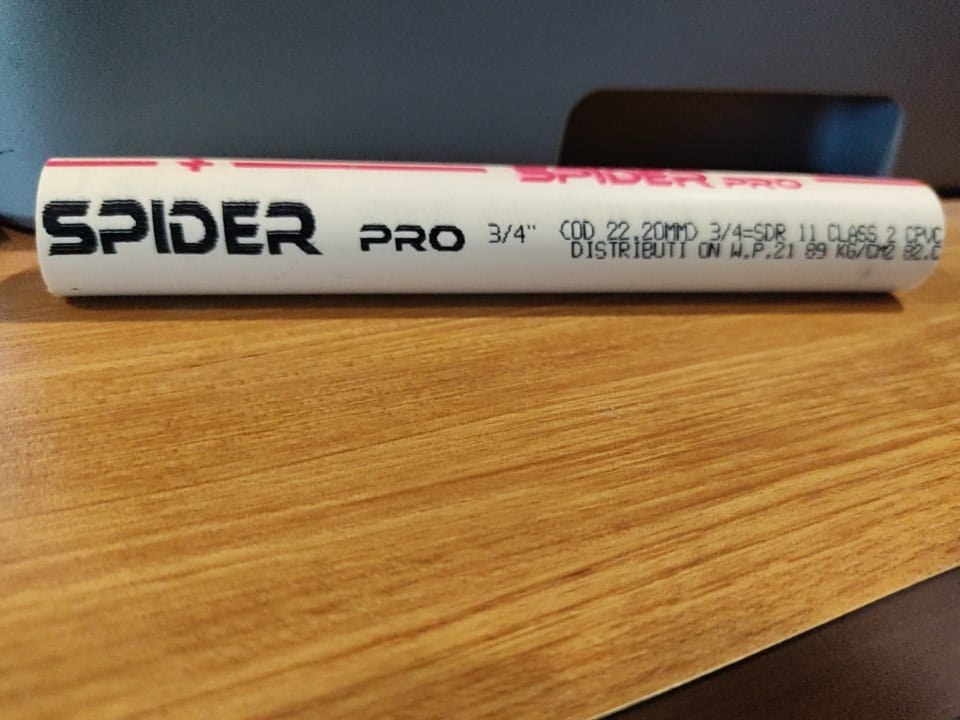 SPIDER PRO
SPIDER PRO 3/4" (OD 22.20MM) 3/4=SDR 11 CLASS 2 CPVC
DISTRIBUTI ON W.P.21 89 KG/CM2 82.C